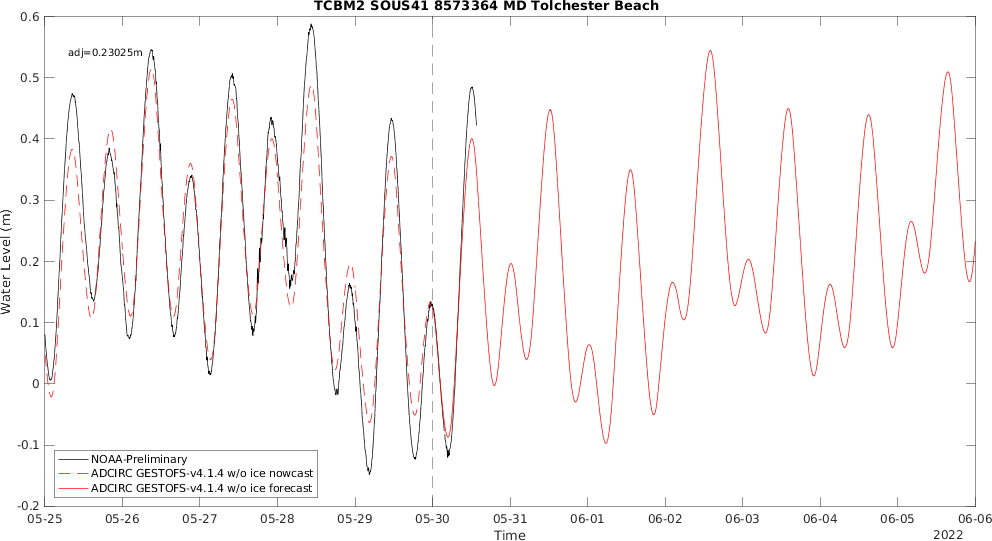 TCBM2 SOUS41 8573364 MD Tolchester Beach
0.6
adj=0.23025m
0.5
0.4
0.3
0.2
0.1
0
-0.1
-0.2
Water Level (m)
NOAA-Preliminary
ADCIRC GESTOFS-v4.1.4 w/o ice nowcast
ADCIRC GESTOFS-v4.1.4 w/o ice forecast
05-25 05-26 05-27 05-28 05-29 05-30 05-31 06-01 06-02 06-03 06-04 06-05 06-06
Time
2022